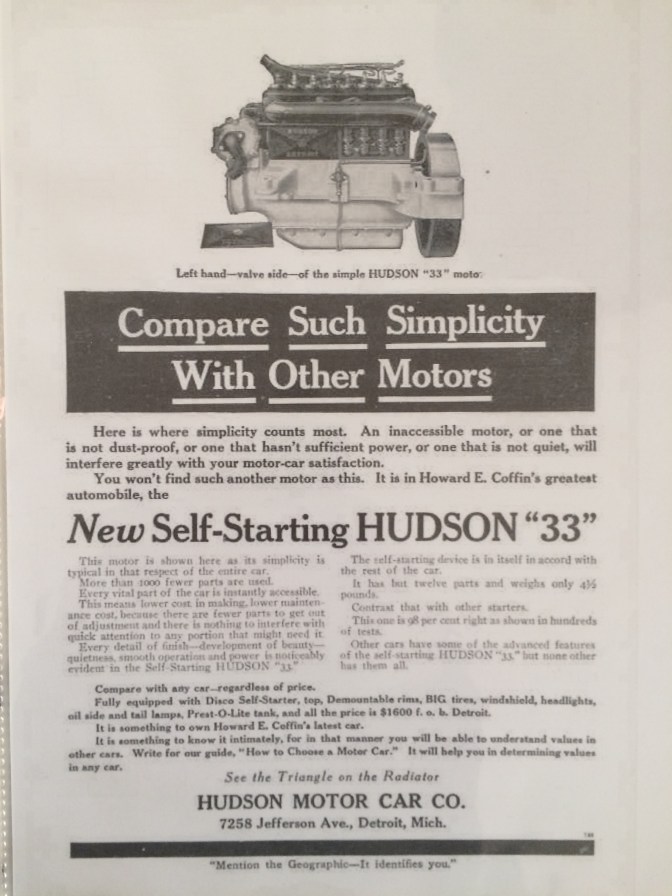 HUDSON
DETROIT
Left hand—valve side—of the simple HUDSON "33" motor.
Compare Such Simplicity
With Other Motors
Here is where simplicity counts most. An inaccessible motor, or one that
is not dust-proof, or one that hasn't sufficient power, or one that is not quiet, will
interfere greatly with your motor-car satisfaction.
You won't find such another motor as this. It is in Howard E. Coffin's greatest
automobile, the
New Self-Starting HUDSON "33"
This motor is shown here as its simplicity is
typical in that respect of the entire car.
More than 1000 fewer parts are used.
Every vital part of the car is instantly accessible.
This means lower cost in making, lower mainten-
ance cost, because there are fewer parts to get out
of adjustment and there is nothing to interfere with
quick attention to any portion that might need it.
Every detail of finish—development of beauty—
quietness, smooth operation and power is noticeably
evident in the Self-Starting HUDSON "33."
The self-starting device is in itself in accord with
the rest of the car.
It has but twelve parts and weighs only 4½
pounds.
Contrast that with other starters.
This one is 98 per cent right as shown in hundreds
of tests.
Other cars have some of the advanced features
of the self-starting HUDSON "33," but none other
has them all.
Compare with any car—regardless of price.
Fully equipped with Disco Self-Starter, top, Demountable rims, BIG tires, windshield, headlights,
oil side and tail lamps, Prest-O-Lite tank, and all the price is $1600 f. o. b. Detroit.
It is something to own Howard E. Coffin's latest car.
It is something to know it intimately, for in that manner you will be able to understand values in
other cars. Write for our guide, "How to Choose a Motor Car." It will help you in determining values
in any car.
See the Triangle on the Radiator
HUDSON MOTOR CAR CO.
7258 Jefferson Ave., Detroit, Mich.
"Mention the Geographic—It identifies you."